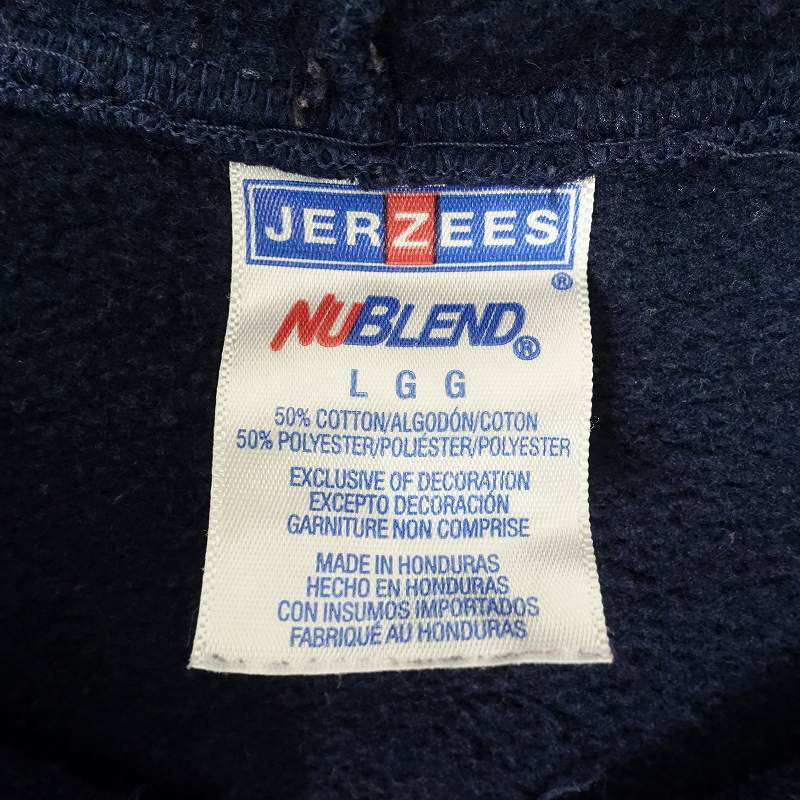 JERZEES
®
NUBLEND®
L G G
50% COTTON/ALGODÓN/COTON
50% POLYESTER/POLIÉSTER/POLYESTER
EXCLUSIVE OF DECORATION
EXCEPTO DECORACIÓN
GARNITURE NON COMPRISE
MADE IN HONDURAS
HECHO EN HONDURAS
CON INSUMOS IMPORTADOS
FABRIQUÉ AU HONDURAS